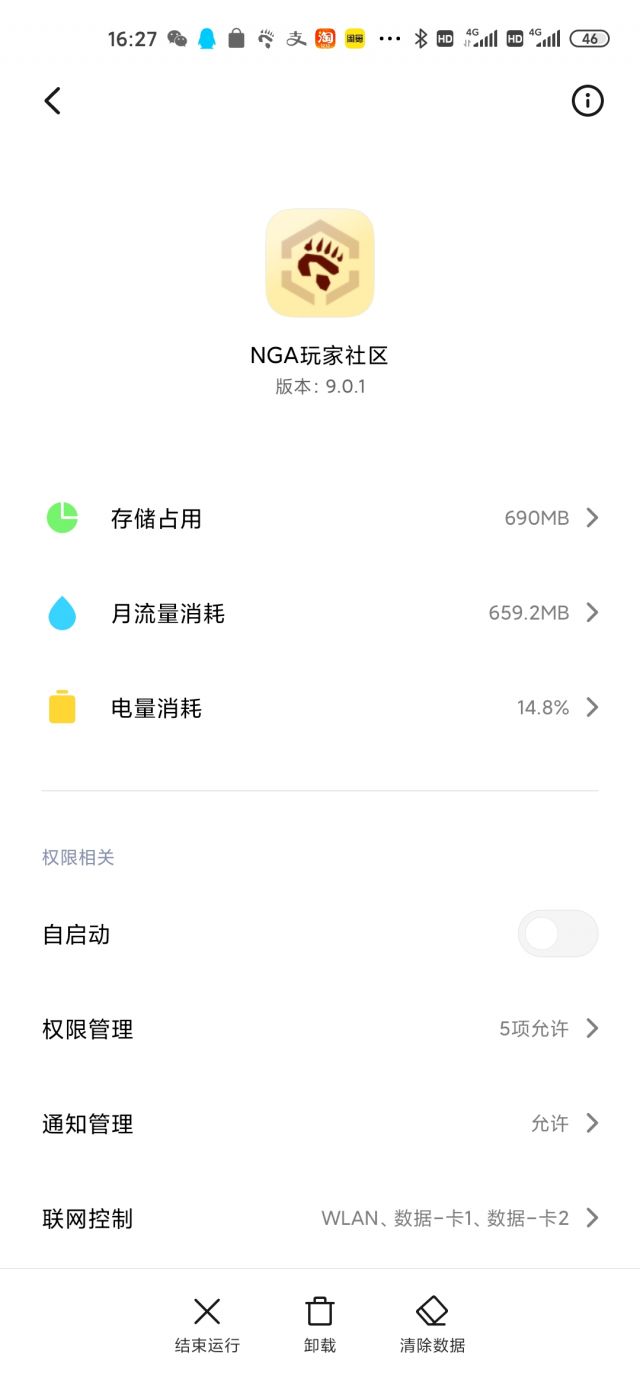 16:27 淘 闲鱼 HD 4G HD 4G 46
NGA玩家社区
版本：9.0.1
存储占用 690MB
月流量消耗 659.2MB
电量消耗 14.8%
权限相关
自启动
权限管理 5项允许
通知管理 允许
联网控制 WLAN、数据-卡1、数据-卡2
结束运行 卸载 清除数据